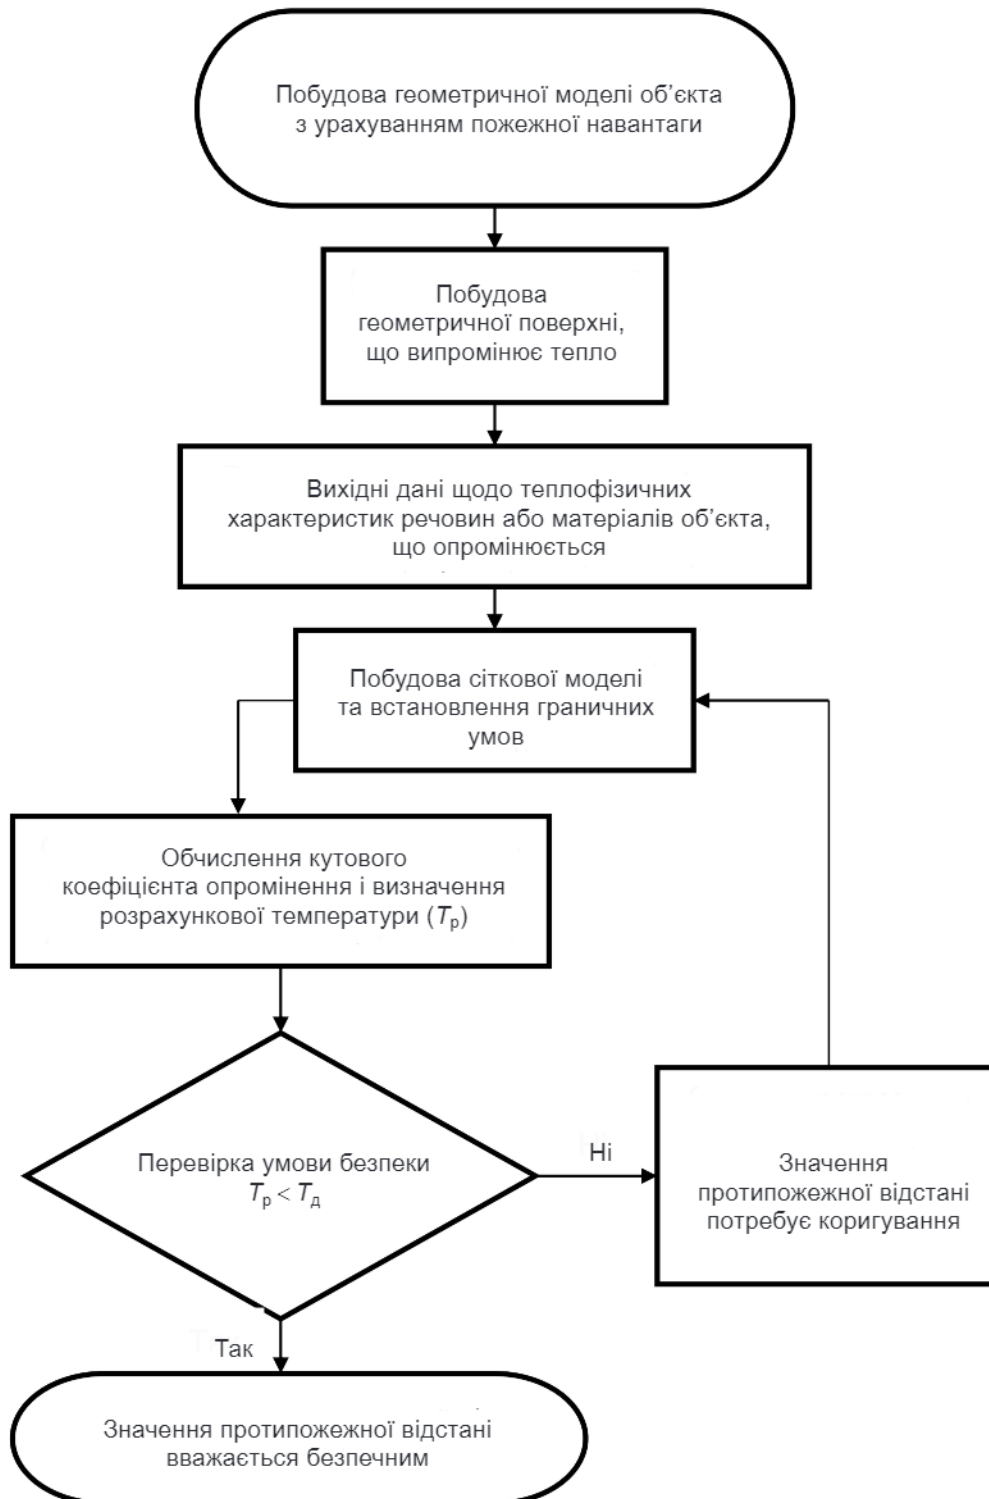 Побудова геометричної моделі об’єкта
з урахуванням пожежної навантаги
Побудова
геометричної поверхні,
що випромінює тепло
Вихідні дані щодо теплофізичних
характеристик речовин або матеріалів об’єкта,
що опромінюється
Побудова сіткової моделі
та встановлення граничних
умов
Обчислення кутового
коефіцієнта опромінення і визначення
розрахункової температури (Tр)
Перевірка умови безпеки
Tр < Tд
Ні
Значення
протипожежної відстані
потребує коригування
Так
Значення протипожежної відстані
вважається безпечним